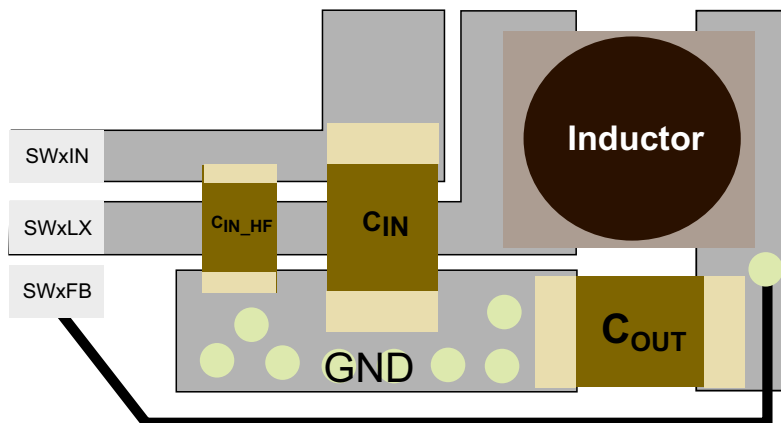 Inductor
SWxIN
SWxLX
CIN_HF
CIN
SWxFB
COUT
GND